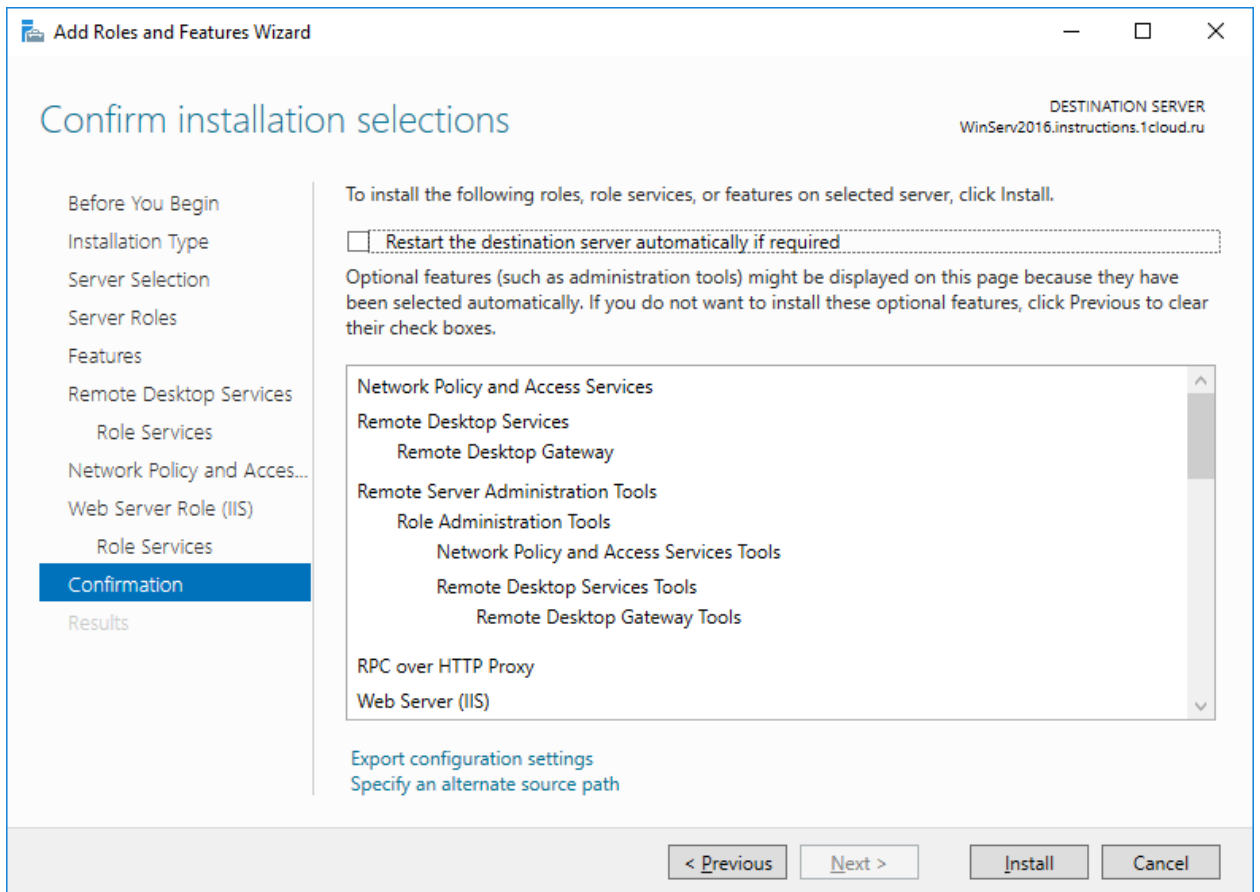 Add Roles and Features Wizard
Confirm installation selections
DESTINATION SERVER
WinServ2016.instructions.1cloud.ru
Before You Begin
Installation Type
Server Selection
Server Roles
Features
Remote Desktop Services
Role Services
Network Policy and Acces...
Web Server Role (IIS)
Role Services
Confirmation
Results
To install the following roles, role services, or features on selected server, click Install.
Restart the destination server automatically if required
Optional features (such as administration tools) might be displayed on this page because they have
been selected automatically. If you do not want to install these optional features, click Previous to clear
their check boxes.
Network Policy and Access Services
Remote Desktop Services
Remote Desktop Gateway
Remote Server Administration Tools
Role Administration Tools
Network Policy and Access Services Tools
Remote Desktop Services Tools
Remote Desktop Gateway Tools
RPC over HTTP Proxy
Web Server (IIS)
Export configuration settings
Specify an alternate source path
< Previous
Next >
Install
Cancel